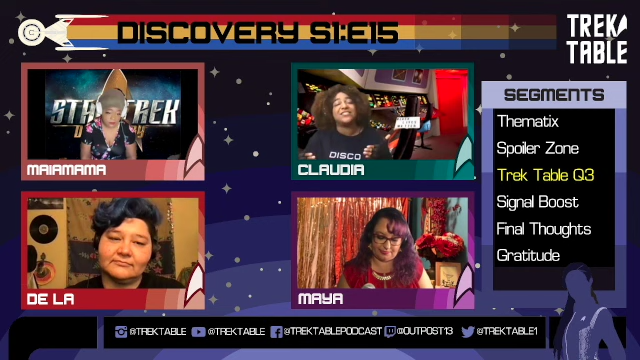 DISCOVERY S1:E15
TREK
TABLE
STAR TREK
MAIAMAMA
DISCO
CLAUDIA
DE LA
MAYA
SEGMENTS
Thematix
Spoiler Zone
Trek Table Q3
Signal Boost
Final Thoughts
Gratitude
@TREKTABLE @TREKTABLE @TREKTABLEPODCAST @OUTPOST13 @TREKTABLE1